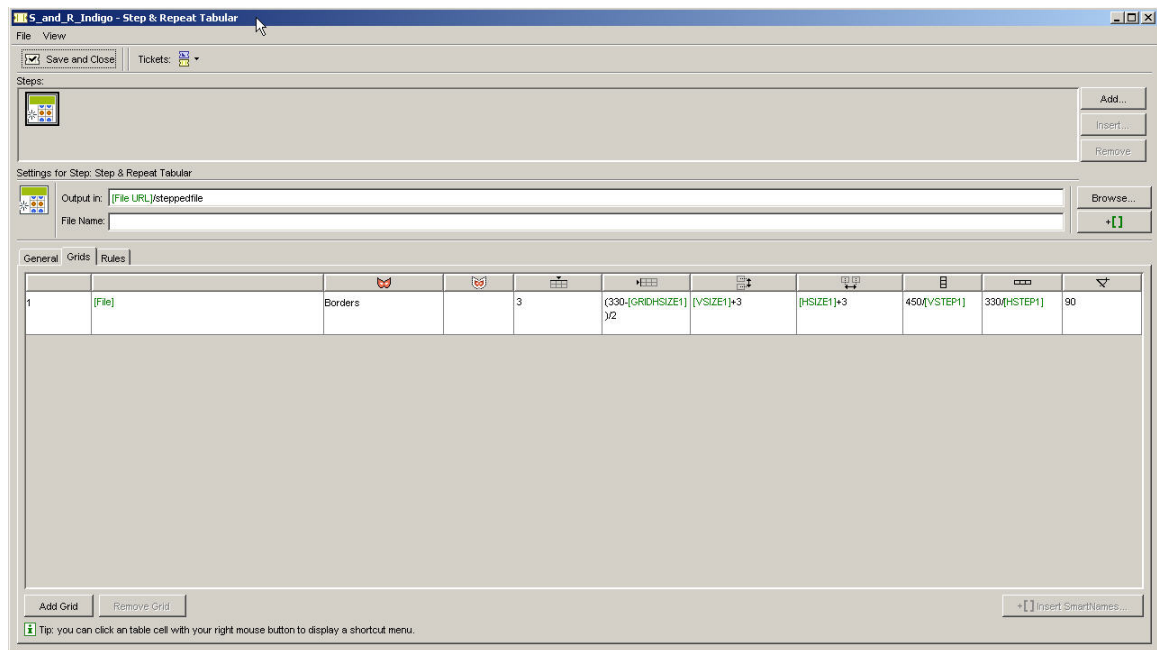 S_and_R_Indigo - Step & Repeat Tabular
File View
Save and Close Tickets:
Steps:
Add...
Insert...
Remove
Settings for Step: Step & Repeat Tabular
Output in: [File URL]/steppedfile Browse...
File Name: +[]
General Grids Rules
1 [File] Borders 3 (330-[GRIDHSIZE1] [VSIZE1]+3 [HSIZE1]+3 450/[VSTEP1] 330/[HSTEP1] 90
)/2
Add Grid Remove Grid +[] Insert SmartNames...
Tip: you can click an table cell with your right mouse button to display a shortcut menu.